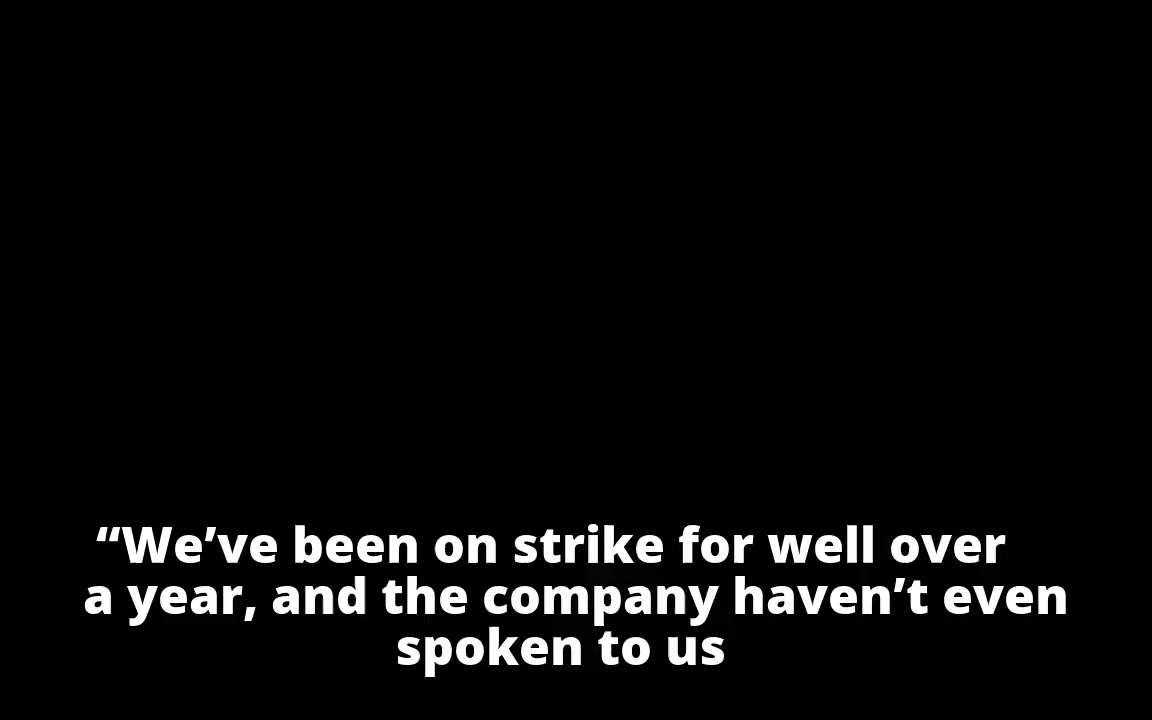 “We’ve been on strike for well over
a year, and the company haven’t even
spoken to us